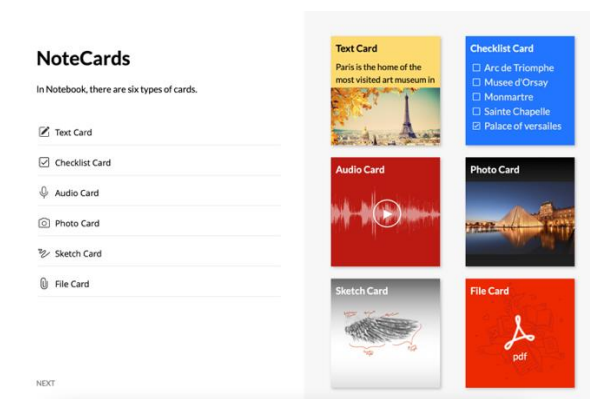 NoteCards
In Notebook, there are six types of cards.
Text Card
Checklist Card
Audio Card
Photo Card
Sketch Card
File Card
NEXT
Text Card
Paris is the home of the
most visited art museum in
Checklist Card
Arc de Triomphe
Musee d'Orsay
Monmartre
Sainte Chapelle
Palace of versailes
Audio Card
Photo Card
Sketch Card
File Card
pdf